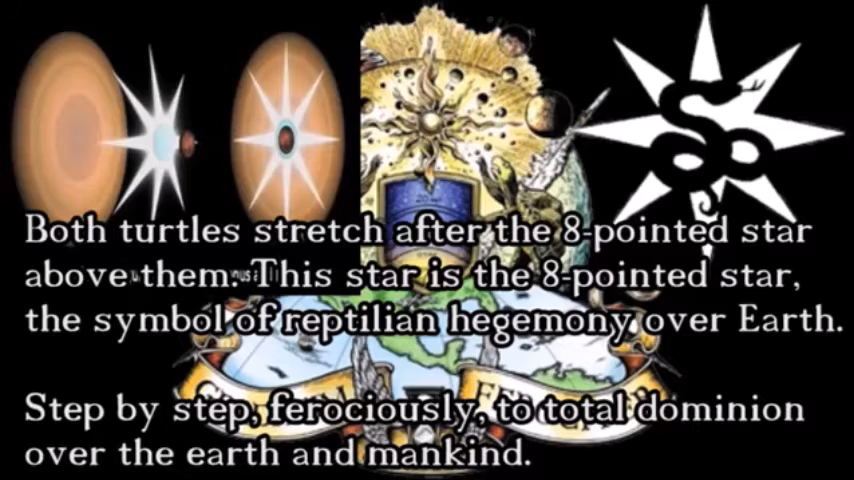 Both turtles stretch after the 8-pointed star
above them. This star is the 8-pointed star,
the symbol of reptilian hegemony over Earth.
Step by step, ferociously, to total dominion
over the earth and mankind.